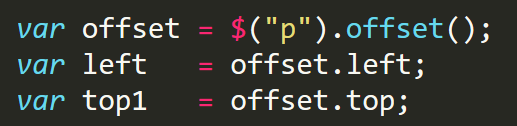 var offset = $("p").offset();
var left   = offset.left;
var top1   = offset.top;